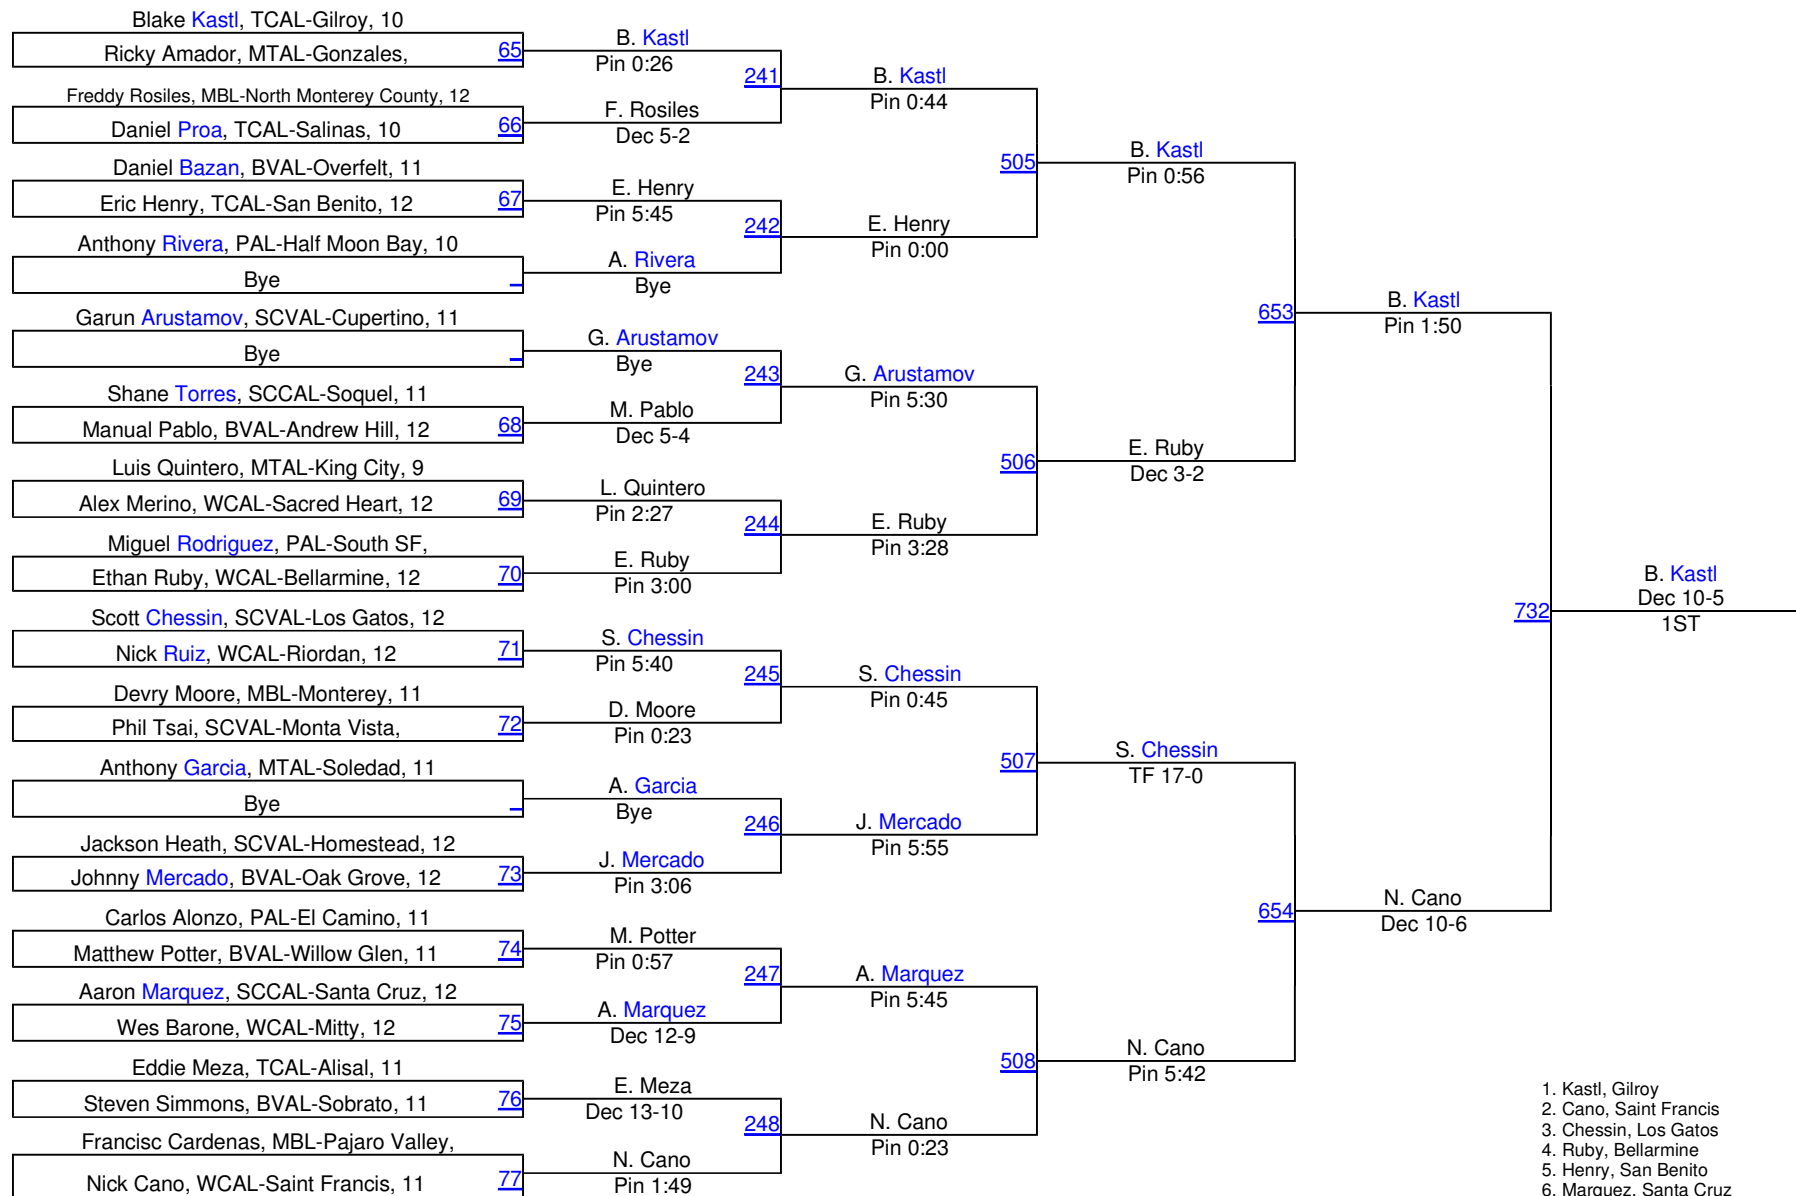 Blake Kastl, TCAL-Gilroy, 10
Ricky Amador, MTAL-Gonzales,
65
Freddy Rosiles, MBL-North Monterey County, 12
Daniel Proa, TCAL-Salinas, 10
66
Daniel Bazan, BVAL-Overfelt, 11
Eric Henry, TCAL-San Benito, 12
67
Anthony Rivera, PAL-Half Moon Bay, 10
Bye
Garun Arustamov, SCVAL-Cupertino, 11
Bye
Shane Torres, SCCAL-Soquel, 11
Manual Pablo, BVAL-Andrew Hill, 12
68
Luis Quintero, MTAL-King City, 9
Alex Merino, WCAL-Sacred Heart, 12
69
Miguel Rodriguez, PAL-South SF,
Ethan Ruby, WCAL-Bellarmine, 12
70
Scott Chessin, SCVAL-Los Gatos, 12
Nick Ruiz, WCAL-Riordan, 12
71
Devry Moore, MBL-Monterey, 11
Phil Tsai, SCVAL-Monta Vista,
72
Anthony Garcia, MTAL-Soledad, 11
Bye
Jackson Heath, SCVAL-Homestead, 12
Johnny Mercado, BVAL-Oak Grove, 12
73
Carlos Alonzo, PAL-El Camino, 11
Matthew Potter, BVAL-Willow Glen, 11
74
Aaron Marquez, SCCAL-Santa Cruz, 12
Wes Barone, WCAL-Mitty, 12
75
Eddie Meza, TCAL-Alisal, 11
Steven Simmons, BVAL-Sobrato, 11
76
Francisc Cardenas, MBL-Pajaro Valley,
Nick Cano, WCAL-Saint Francis, 11
77
B. Kastl
Pin 0:26
241
F. Rosiles
Dec 5-2
E. Henry
Pin 5:45
242
A. Rivera
Bye
G. Arustamov
Bye
243
M. Pablo
Dec 5-4
L. Quintero
Pin 2:27
244
E. Ruby
Pin 3:00
S. Chessin
Pin 5:40
245
D. Moore
Pin 0:23
A. Garcia
Bye
246
J. Mercado
Pin 3:06
M. Potter
Pin 0:57
247
A. Marquez
Dec 12-9
E. Meza
Dec 13-10
248
N. Cano
Pin 1:49
B. Kastl
Pin 0:44
505
E. Henry
Pin 0:00
G. Arustamov
Pin 5:30
506
E. Ruby
Pin 3:28
S. Chessin
Pin 0:45
507
J. Mercado
Pin 5:55
A. Marquez
Pin 5:45
508
N. Cano
Pin 0:23
B. Kastl
Pin 0:56
653
E. Ruby
Dec 3-2
S. Chessin
TF 17-0
654
N. Cano
Pin 5:42
B. Kastl
Pin 1:50
732
N. Cano
Dec 10-6
B. Kastl
Dec 10-5
1ST
1. Kastl, Gilroy
2. Cano, Saint Francis
3. Chessin, Los Gatos
4. Ruby, Bellarmine
5. Henry, San Benito
6. Marquez, Santa Cruz